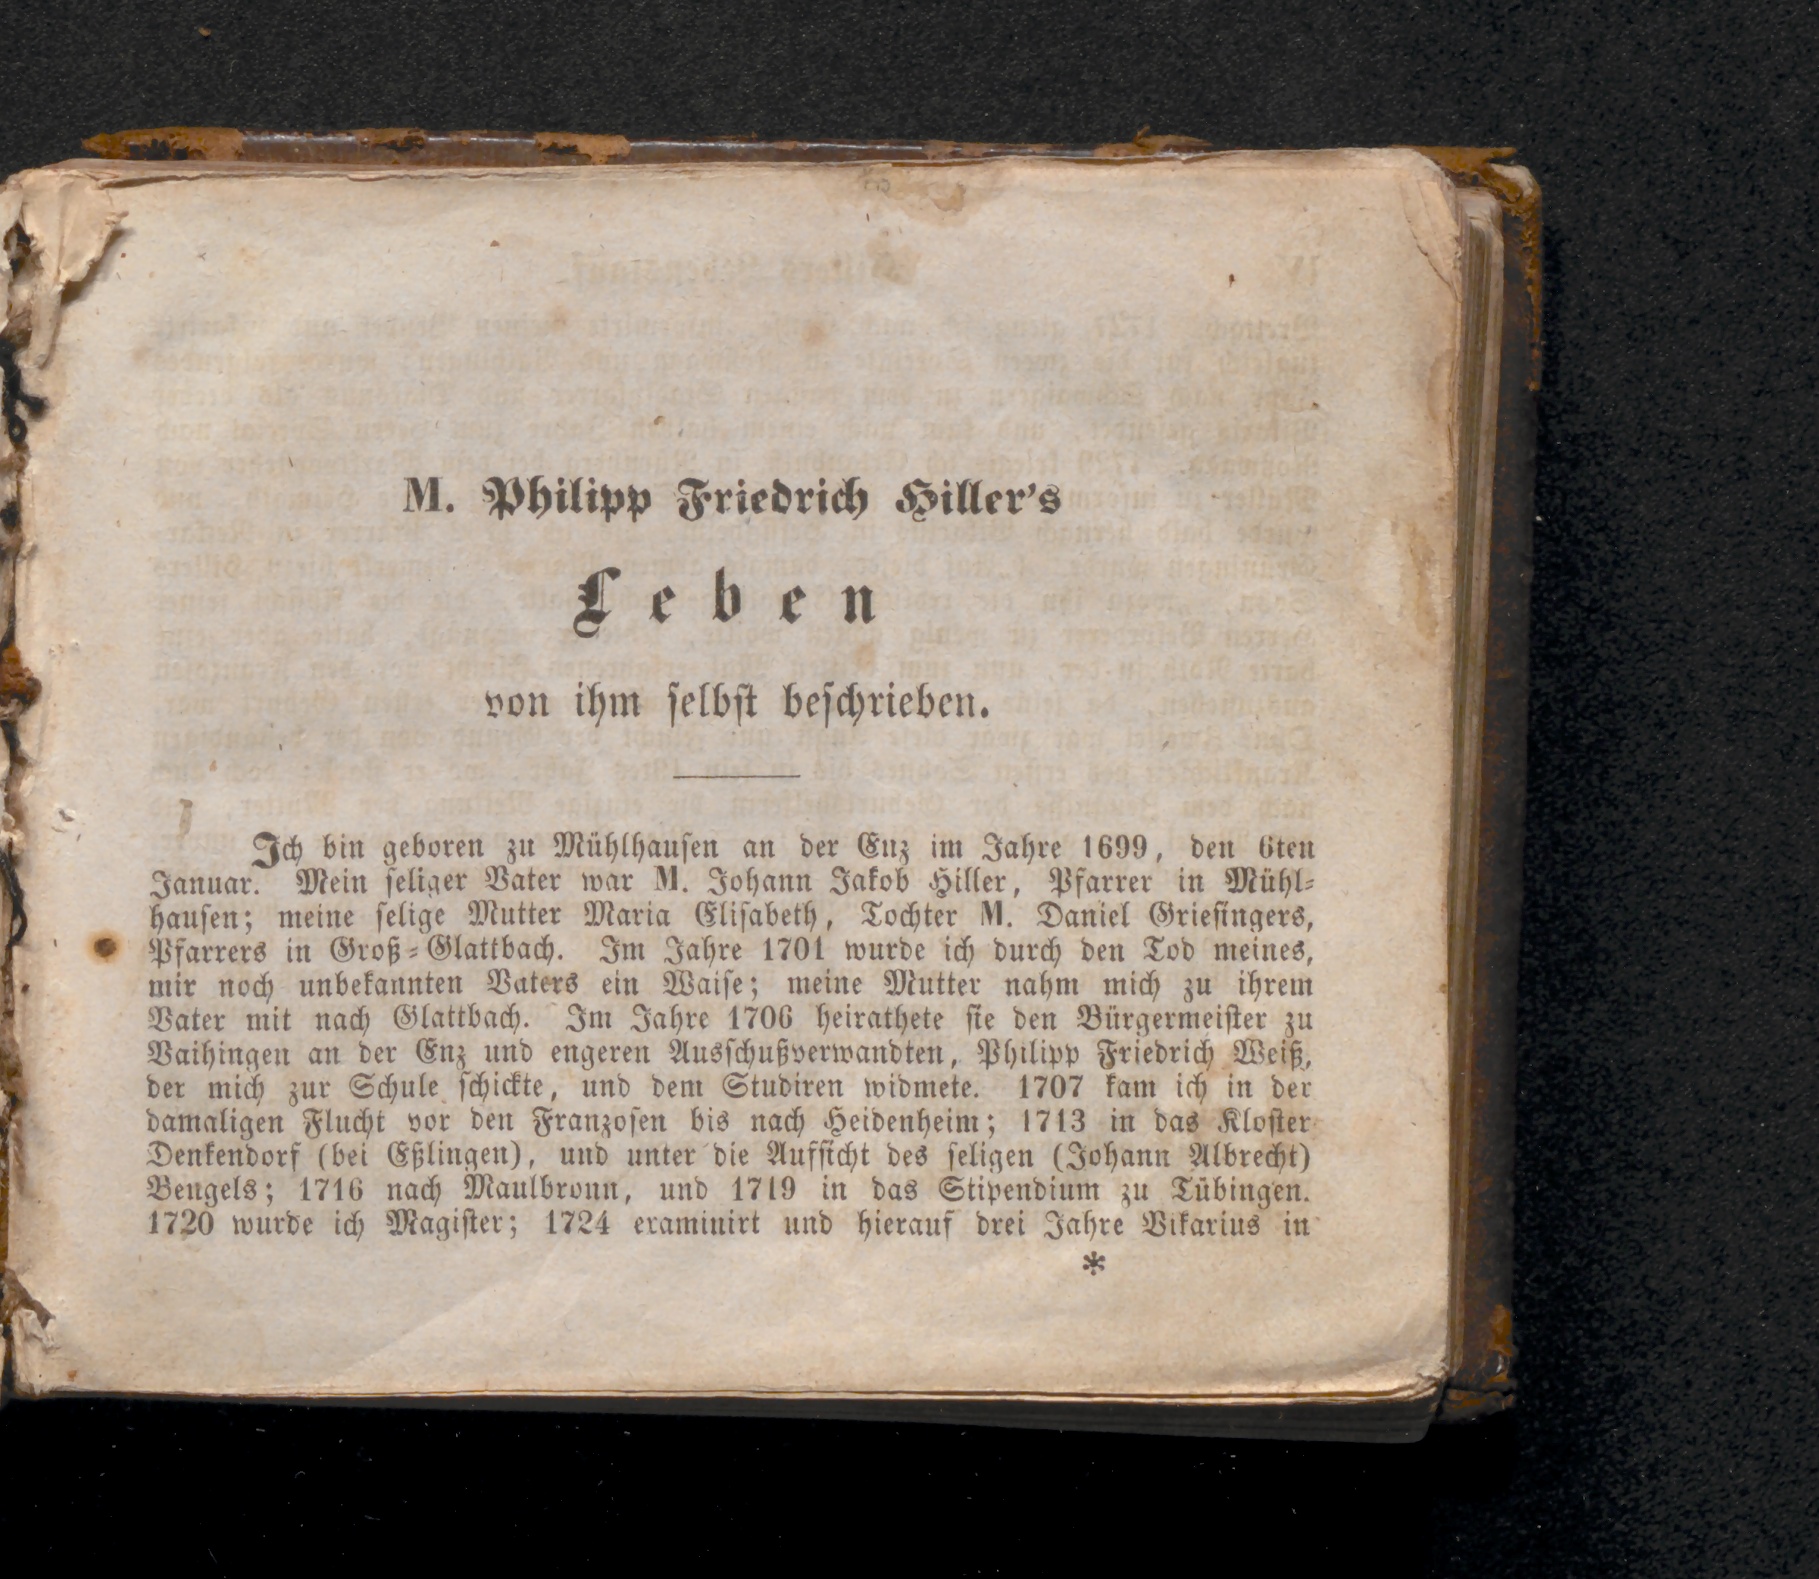 M. Philipp Friedrich Hiller's
Leben
von ihm selbst beschrieben.
Ich bin geboren zu Mühlhausen an der Enz im Jahre 1699, den 6ten
Januar. Mein seliger Vater war M. Johann Jakob Hiller, Pfarrer in Mühl-
hausen; meine selige Mutter Maria Elisabeth, Tochter M. Daniel Griesingers,
Pfarrers in Groß-Glattbach. Im Jahre 1701 wurde ich durch den Tod meines,
mir noch unbekannten Vaters ein Waise; meine Mutter nahm mich zu ihrem
Vater mit nach Glattbach. Im Jahre 1706 heirathete sie den Bürgermeister zu
Vaihingen an der Enz und engeren Ausschußverwandten, Philipp Friedrich Weiß,
der mich zur Schule schickte, und dem Studiren widmete. 1707 kam ich in der
damaligen Flucht vor den Franzosen bis nach Heidenheim; 1713 in das Kloster
Denkendorf (bei Eßlingen), und unter die Aufsicht des seligen (Johann Albrecht)
Bengels; 1716 nach Maulbronn, und 1719 in das Stipendium zu Tübingen.
1720 wurde ich Magister; 1724 examinirt und hierauf drei Jahre Vikarius in
*